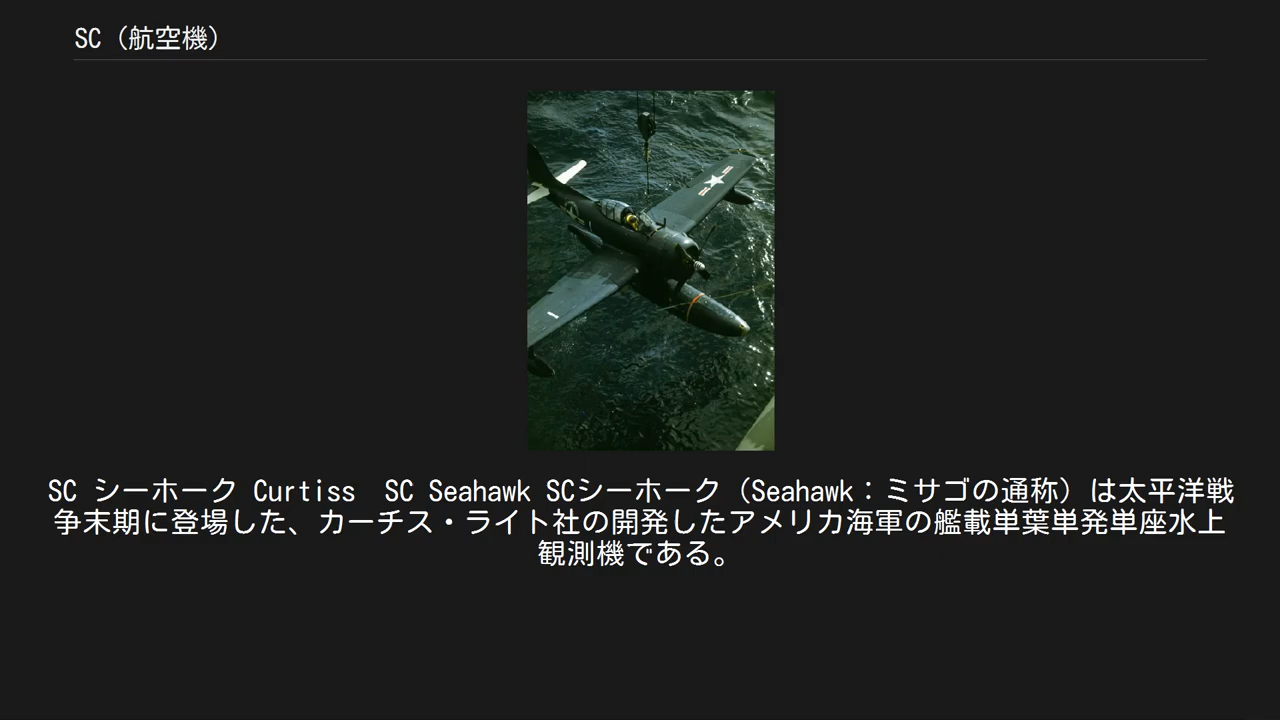 SC（航空機）
SC シーホーク Curtiss  SC Seahawk SCシーホーク（Seahawk：ミサゴの通称）は太平洋戦
争末期に登場した、カーチス・ライト社の開発したアメリカ海軍の艦載単葉単発単座水上
観測機である。